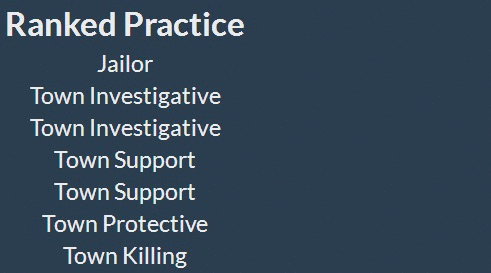 Ranked Practice
Jailor
Town Investigative
Town Investigative
Town Support
Town Support
Town Protective
Town Killing